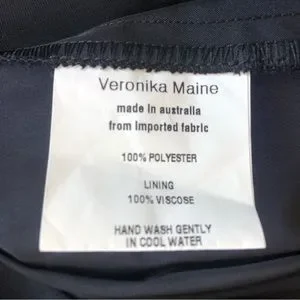 Veronika Maine
made in australia
from imported fabric
100% POLYESTER
LINING
100% VISCOSE
HAND WASH GENTLY
IN COOL WATER